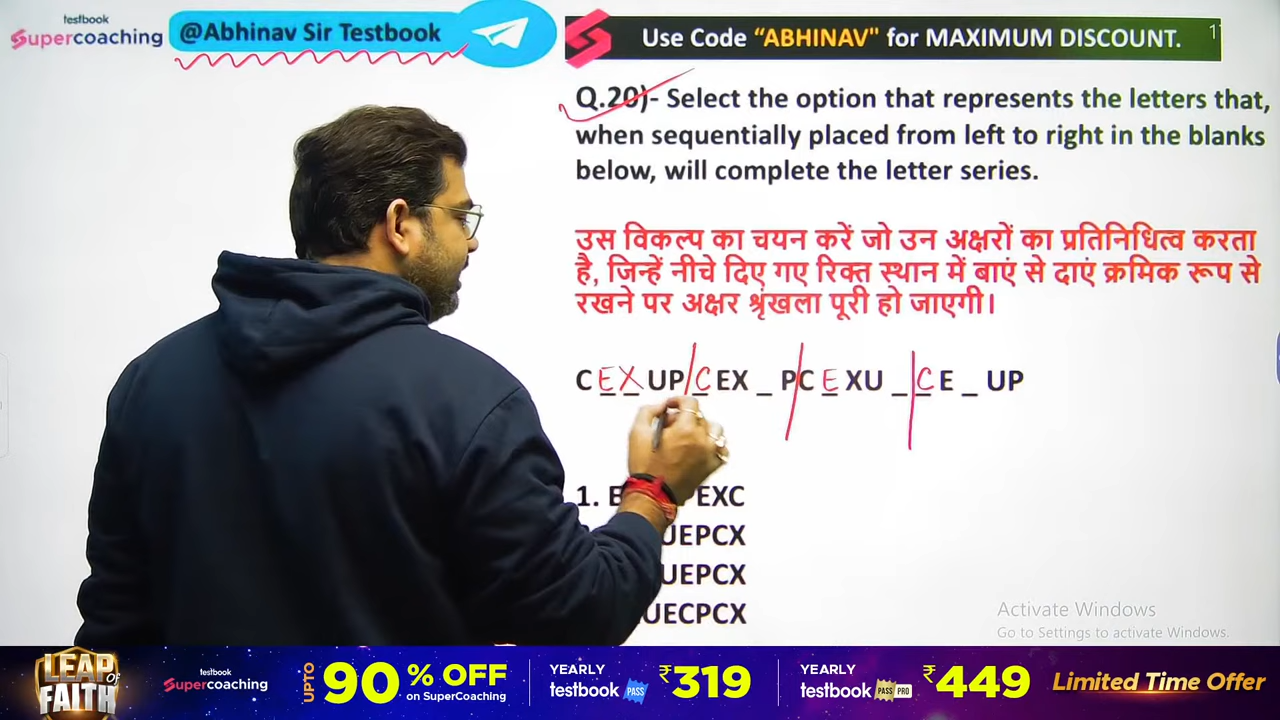 testbook
Supercoaching
@Abhinav Sir Testbook
Use Code “ABHINAV" for MAXIMUM DISCOUNT.
Q.20)- Select the option that represents the letters that,
when sequentially placed from left to right in the blanks
below, will complete the letter series.
उस विकल्प का चयन करें जो उन अक्षरों का प्रतिनिधित्व करता
है, जिन्हें नीचे दिए गए रिक्त स्थान में बाएं से दाएं क्रमिक रूप से
रखने पर अक्षर श्रृंखला पूरी हो जाएगी।
C E X UP/ C EX _ P/C E XU _ | C E _ UP
1. E PEXC
UEPCX
UEPCX
UECPCX
Activate Windows
Go to Settings to activate Windows.
LEAP OF FAITH
testbook
Supercoaching
UPTO 90% OFF
on SuperCoaching
YEARLY
testbook PASS
₹319
YEARLY
testbook PASS PRO
₹449
Limited Time Offer